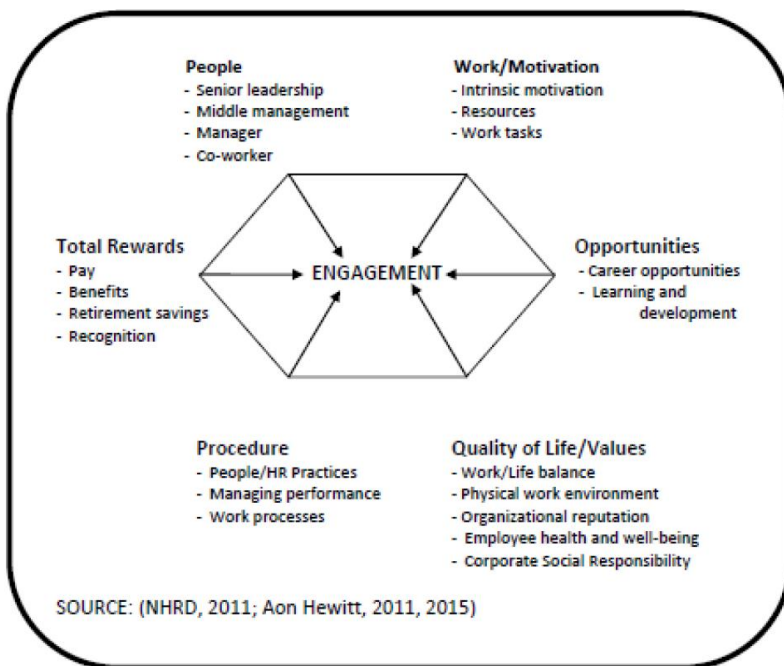 People
- Senior leadership
- Middle management
- Manager
- Co-worker
Work/Motivation
- Intrinsic motivation
- Resources
- Work tasks
Total Rewards
- Pay
- Benefits
- Retirement savings
- Recognition
ENGAGEMENT
Opportunities
- Career opportunities
- Learning and
development
Procedure
- People/HR Practices
- Managing performance
- Work processes
Quality of Life/Values
- Work/Life balance
- Physical work environment
- Organizational reputation
- Employee health and well-being
- Corporate Social Responsibility
SOURCE: (NHRD, 2011; Aon Hewitt, 2011, 2015)